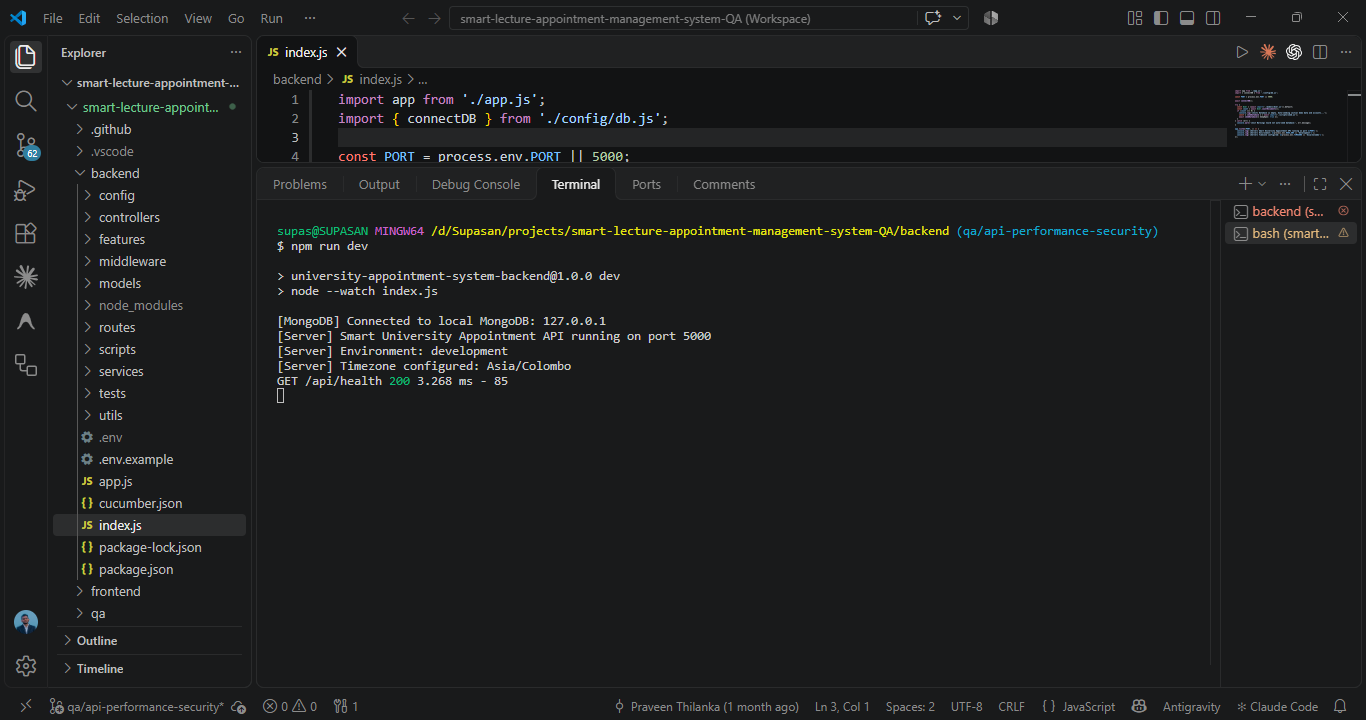 File Edit Selection View Go Run ···
smart-lecture-appointment-management-system-QA (Workspace)
Explorer
smart-lecture-appointment-...
smart-lecture-appoint...
.github
.vscode
backend
config
controllers
features
middleware
models
node_modules
routes
scripts
services
tests
utils
.env
.env.example
JS app.js
{} cucumber.json
JS index.js
{} package-lock.json
{} package.json
frontend
qa
Outline
Timeline
62
JS index.js
backend > JS index.js > ...
1 import app from './app.js';
2 import { connectDB } from './config/db.js';
3
4 const PORT = process.env.PORT || 5000;
Problems Output Debug Console Terminal Ports Comments
supas@SUPASAN MINGW64 /d/Supasan/projects/smart-lecture-appointment-management-system-QA/backend (qa/api-performance-security)
$ npm run dev
> university-appointment-system-backend@1.0.0 dev
> node --watch index.js
[MongoDB] Connected to local MongoDB: 127.0.0.1
[Server] Smart University Appointment API running on port 5000
[Server] Environment: development
[Server] Timezone configured: Asia/Colombo
GET /api/health 200 3.268 ms - 85
backend (s...
bash (smart...
qa/api-performance-security* 0 0 1 Praveen Thilanka (1 month ago) Ln 3, Col 1 Spaces: 2 UTF-8 CRLF {} JavaScript Antigravity Claude Code